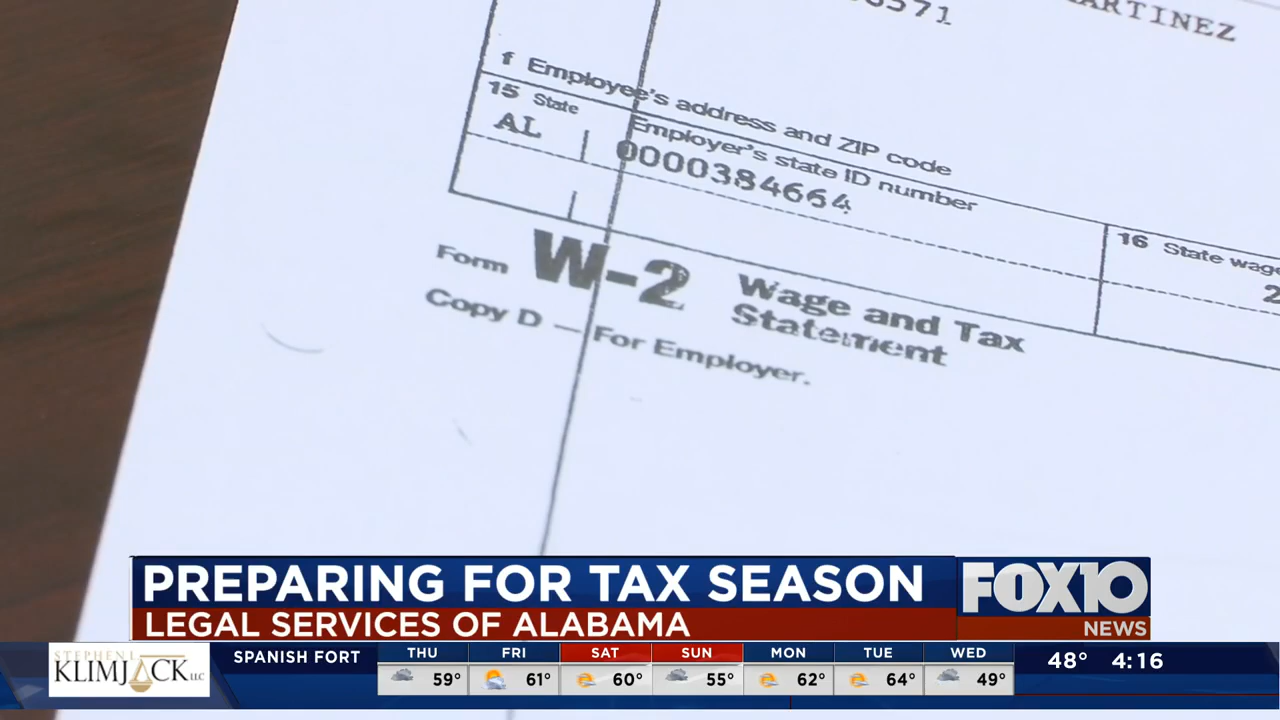 f Employee's address and ZIP code
15 State
Employer's state ID number
AL
0000384664
16 State
Form W-2 Wage and Tax Statement
Copy D — For Employer.
PREPARING FOR TAX SEASON
LEGAL SERVICES OF ALABAMA
FOX10
NEWS
KLIMJACK LLC
SPANISH FORT
THU FRI SAT SUN MON TUE WED
59° 61° 60° 55° 62° 64° 49°
48° 4:16